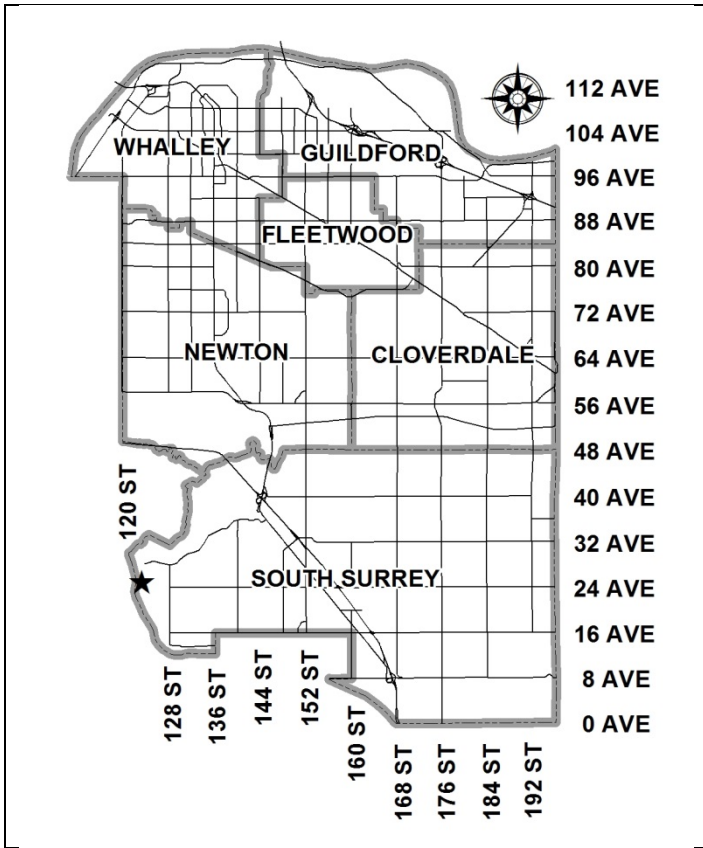 112 AVE
104 AVE
WHALLEY
GUILDFORD
96 AVE
88 AVE
FLEETWOOD
80 AVE
72 AVE
NEWTON
CLOVERDALE
64 AVE
56 AVE
48 AVE
120 ST
40 AVE
32 AVE
SOUTH SURREY
24 AVE
16 AVE
8 AVE
0 AVE
128 ST
136 ST
144 ST
152 ST
160 ST
168 ST
176 ST
184 ST
192 ST